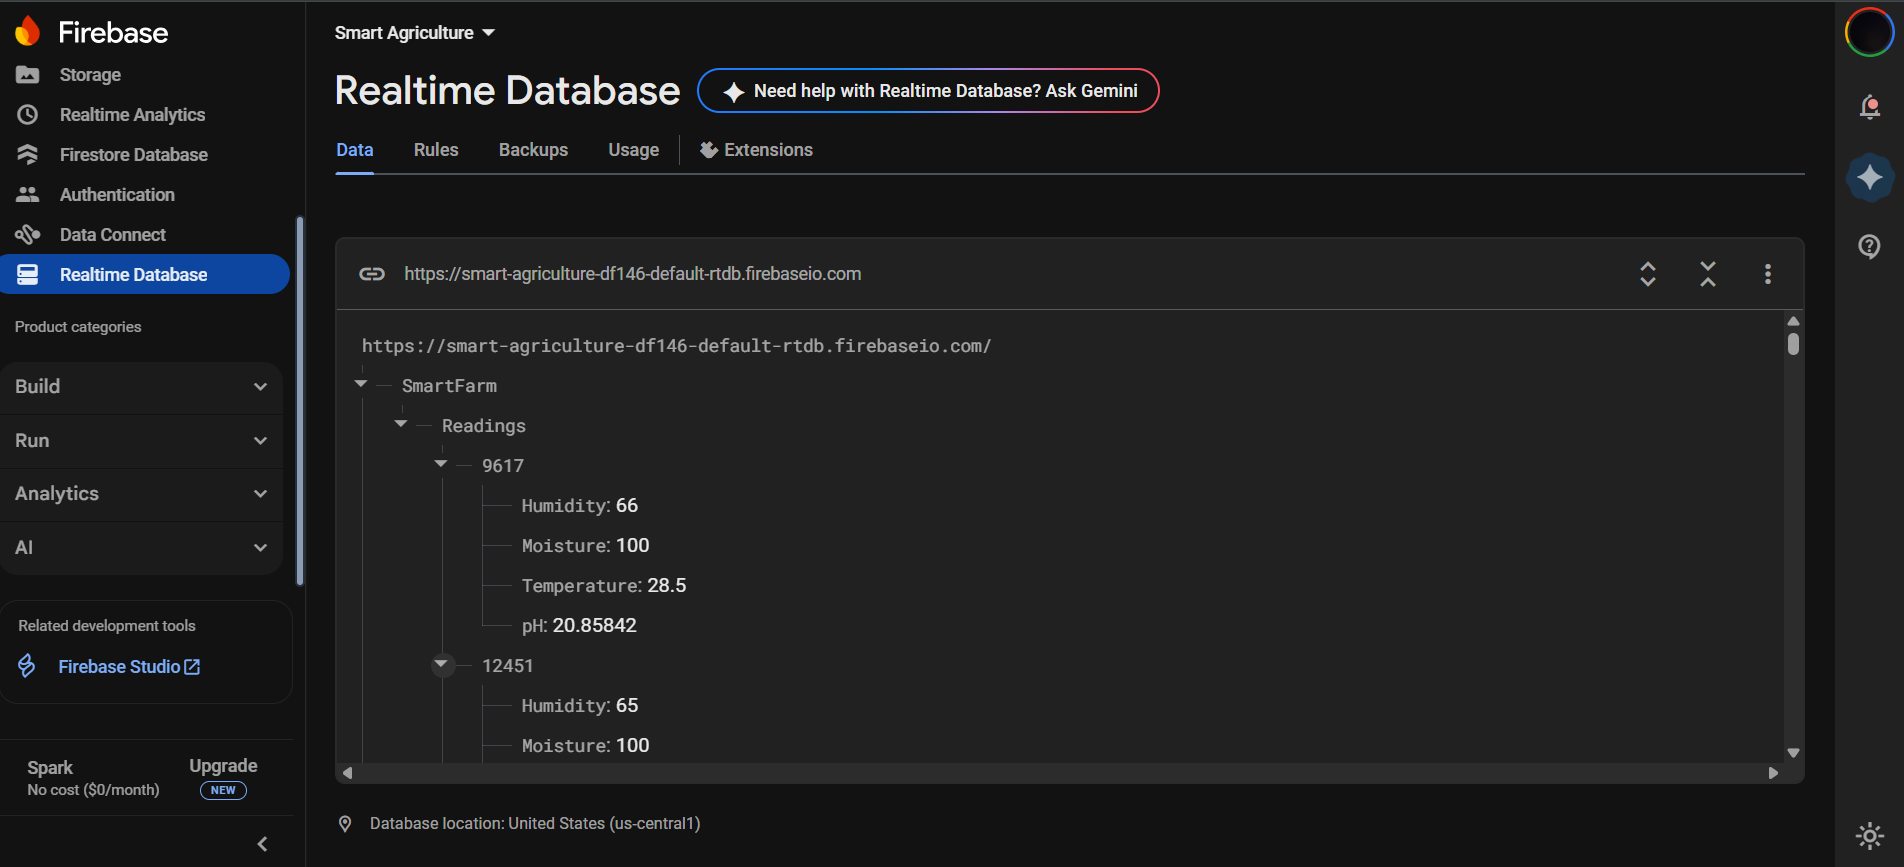 Firebase
Storage
Realtime Analytics
Firestore Database
Authentication
Data Connect
Realtime Database
Product categories
Build
Run
Analytics
AI
Related development tools
Firebase Studio
Spark
No cost ($0/month)
Upgrade
NEW
Smart Agriculture
Realtime Database
Need help with Realtime Database? Ask Gemini
Data Rules Backups Usage Extensions
https://smart-agriculture-df146-default-rtdb.firebaseio.com
https://smart-agriculture-df146-default-rtdb.firebaseio.com/
SmartFarm
Readings
9617
Humidity: 66
Moisture: 100
Temperature: 28.5
pH: 20.85842
12451
Humidity: 65
Moisture: 100
Database location: United States (us-central1)